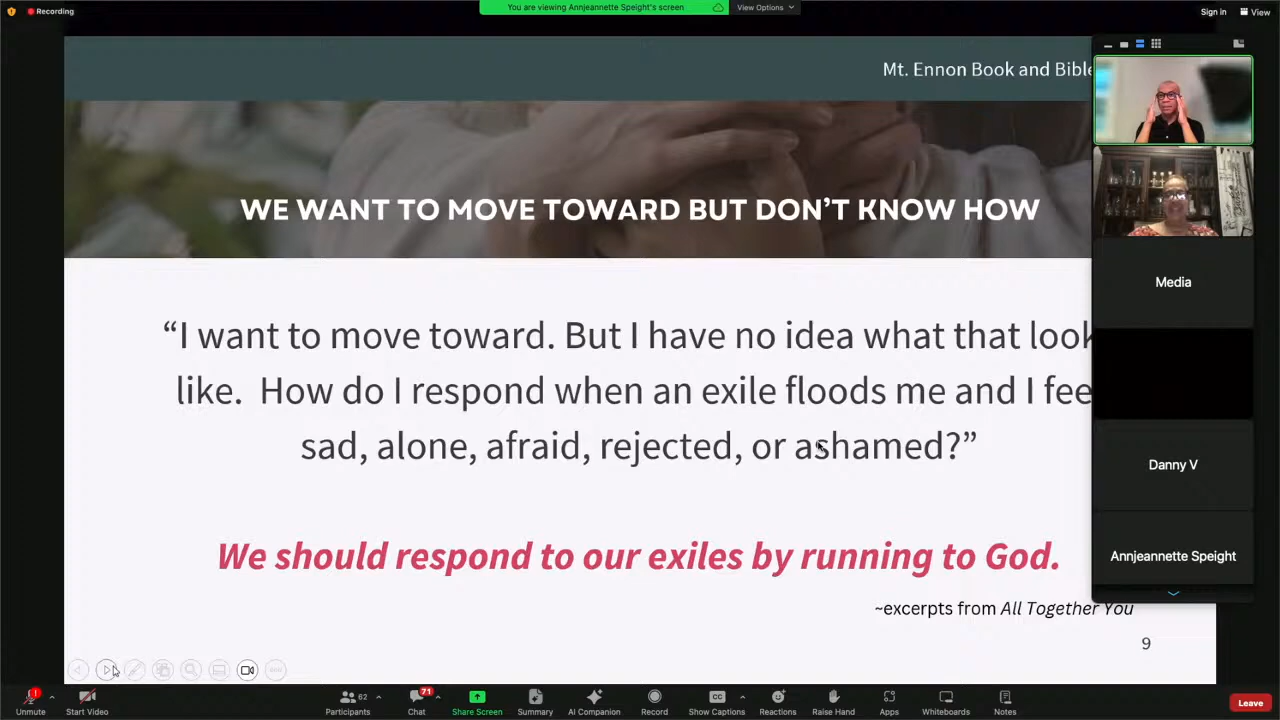 Recording
You are viewing Annjeannette Speight's screen
View Options
Sign in
View
Mt. Ennon Book and Bible
WE WANT TO MOVE TOWARD BUT DON'T KNOW HOW
“I want to move toward. But I have no idea what that look
like. How do I respond when an exile floods me and I fee
sad, alone, afraid, rejected, or ashamed?”
We should respond to our exiles by running to God.
~excerpts from All Together You
9
Media
Danny V
Annjeannette Speight
Unmute
Start Video
Participants
62
Chat
71
Share Screen
Summary
AI Companion
Record
CC
Show Captions
Reactions
Raise Hand
Apps
Whiteboards
Notes
Leave